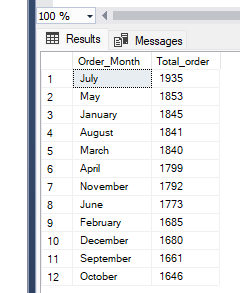 100 %
Results Messages
Order_Month Total_order
1 July 1935
2 May 1853
3 January 1845
4 August 1841
5 March 1840
6 April 1799
7 November 1792
8 June 1773
9 February 1685
10 December 1680
11 September 1661
12 October 1646